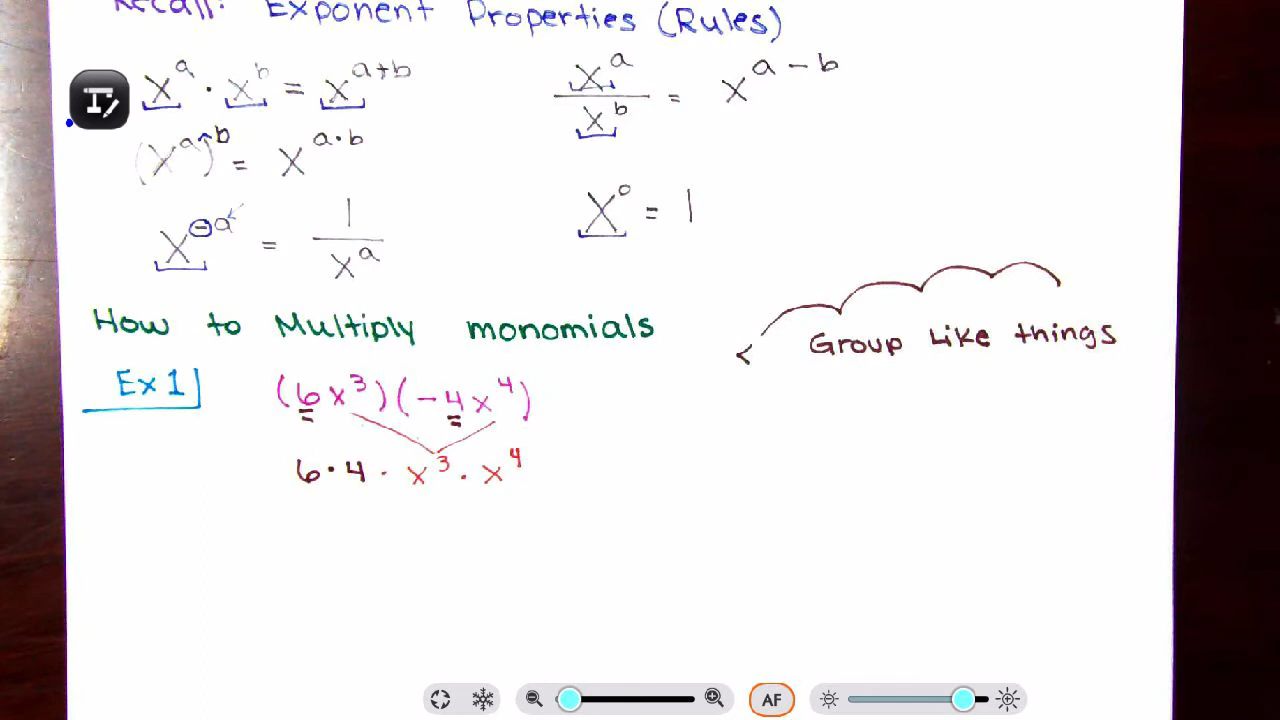 Recall: Exponent Properties (Rules)
x^a · x^b = x^(a+b)
x^a / x^b = x^(a-b)
(x^a)^b = x^(a·b)
x^(-a) = 1 / x^a
x^0 = 1
How to Multiply monomials
Group Like things
Ex 1
(6x^3)(-4x^4)
6·4 · x^3 · x^4
AF